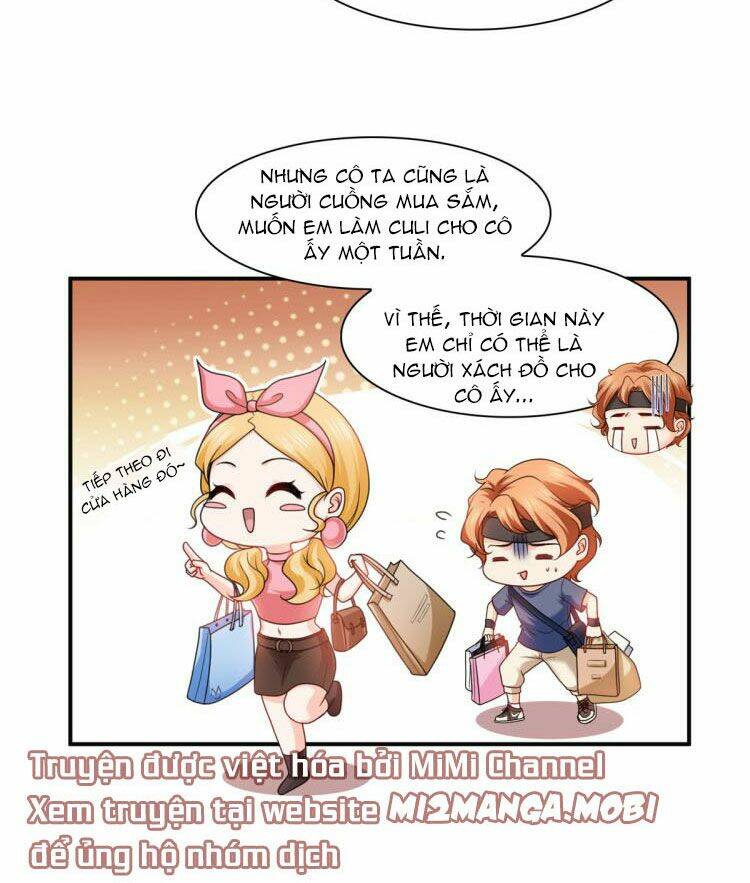 NHƯNG CÔ TA CŨNG LÀ
NGƯỜI CUỒNG MUA SẮM,
MUỐN EM LÀM CULI CHO CÔ
ẤY MỘT TUẦN.
VÌ THẾ, THỜI GIAN NÀY
EM CHỈ CÓ THỂ LÀ
NGƯỜI XÁCH ĐỒ CHO
CÔ ẤY...
TIẾP THEO ĐI
CỬA HÀNG ĐÓ~
Truyện được việt hóa bởi MiMi Channel
Xem truyện tại website MI2MANGA.MOBI
để ủng hộ nhóm dịch